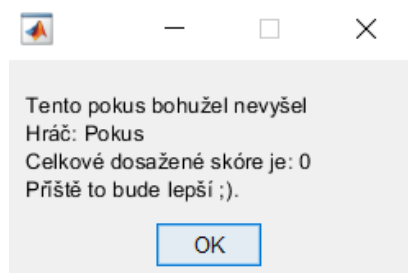 Tento pokus bohužel nevyšel
Hráč: Pokus
Celkové dosažené skóre je: 0
Příště to bude lepší ;).
OK